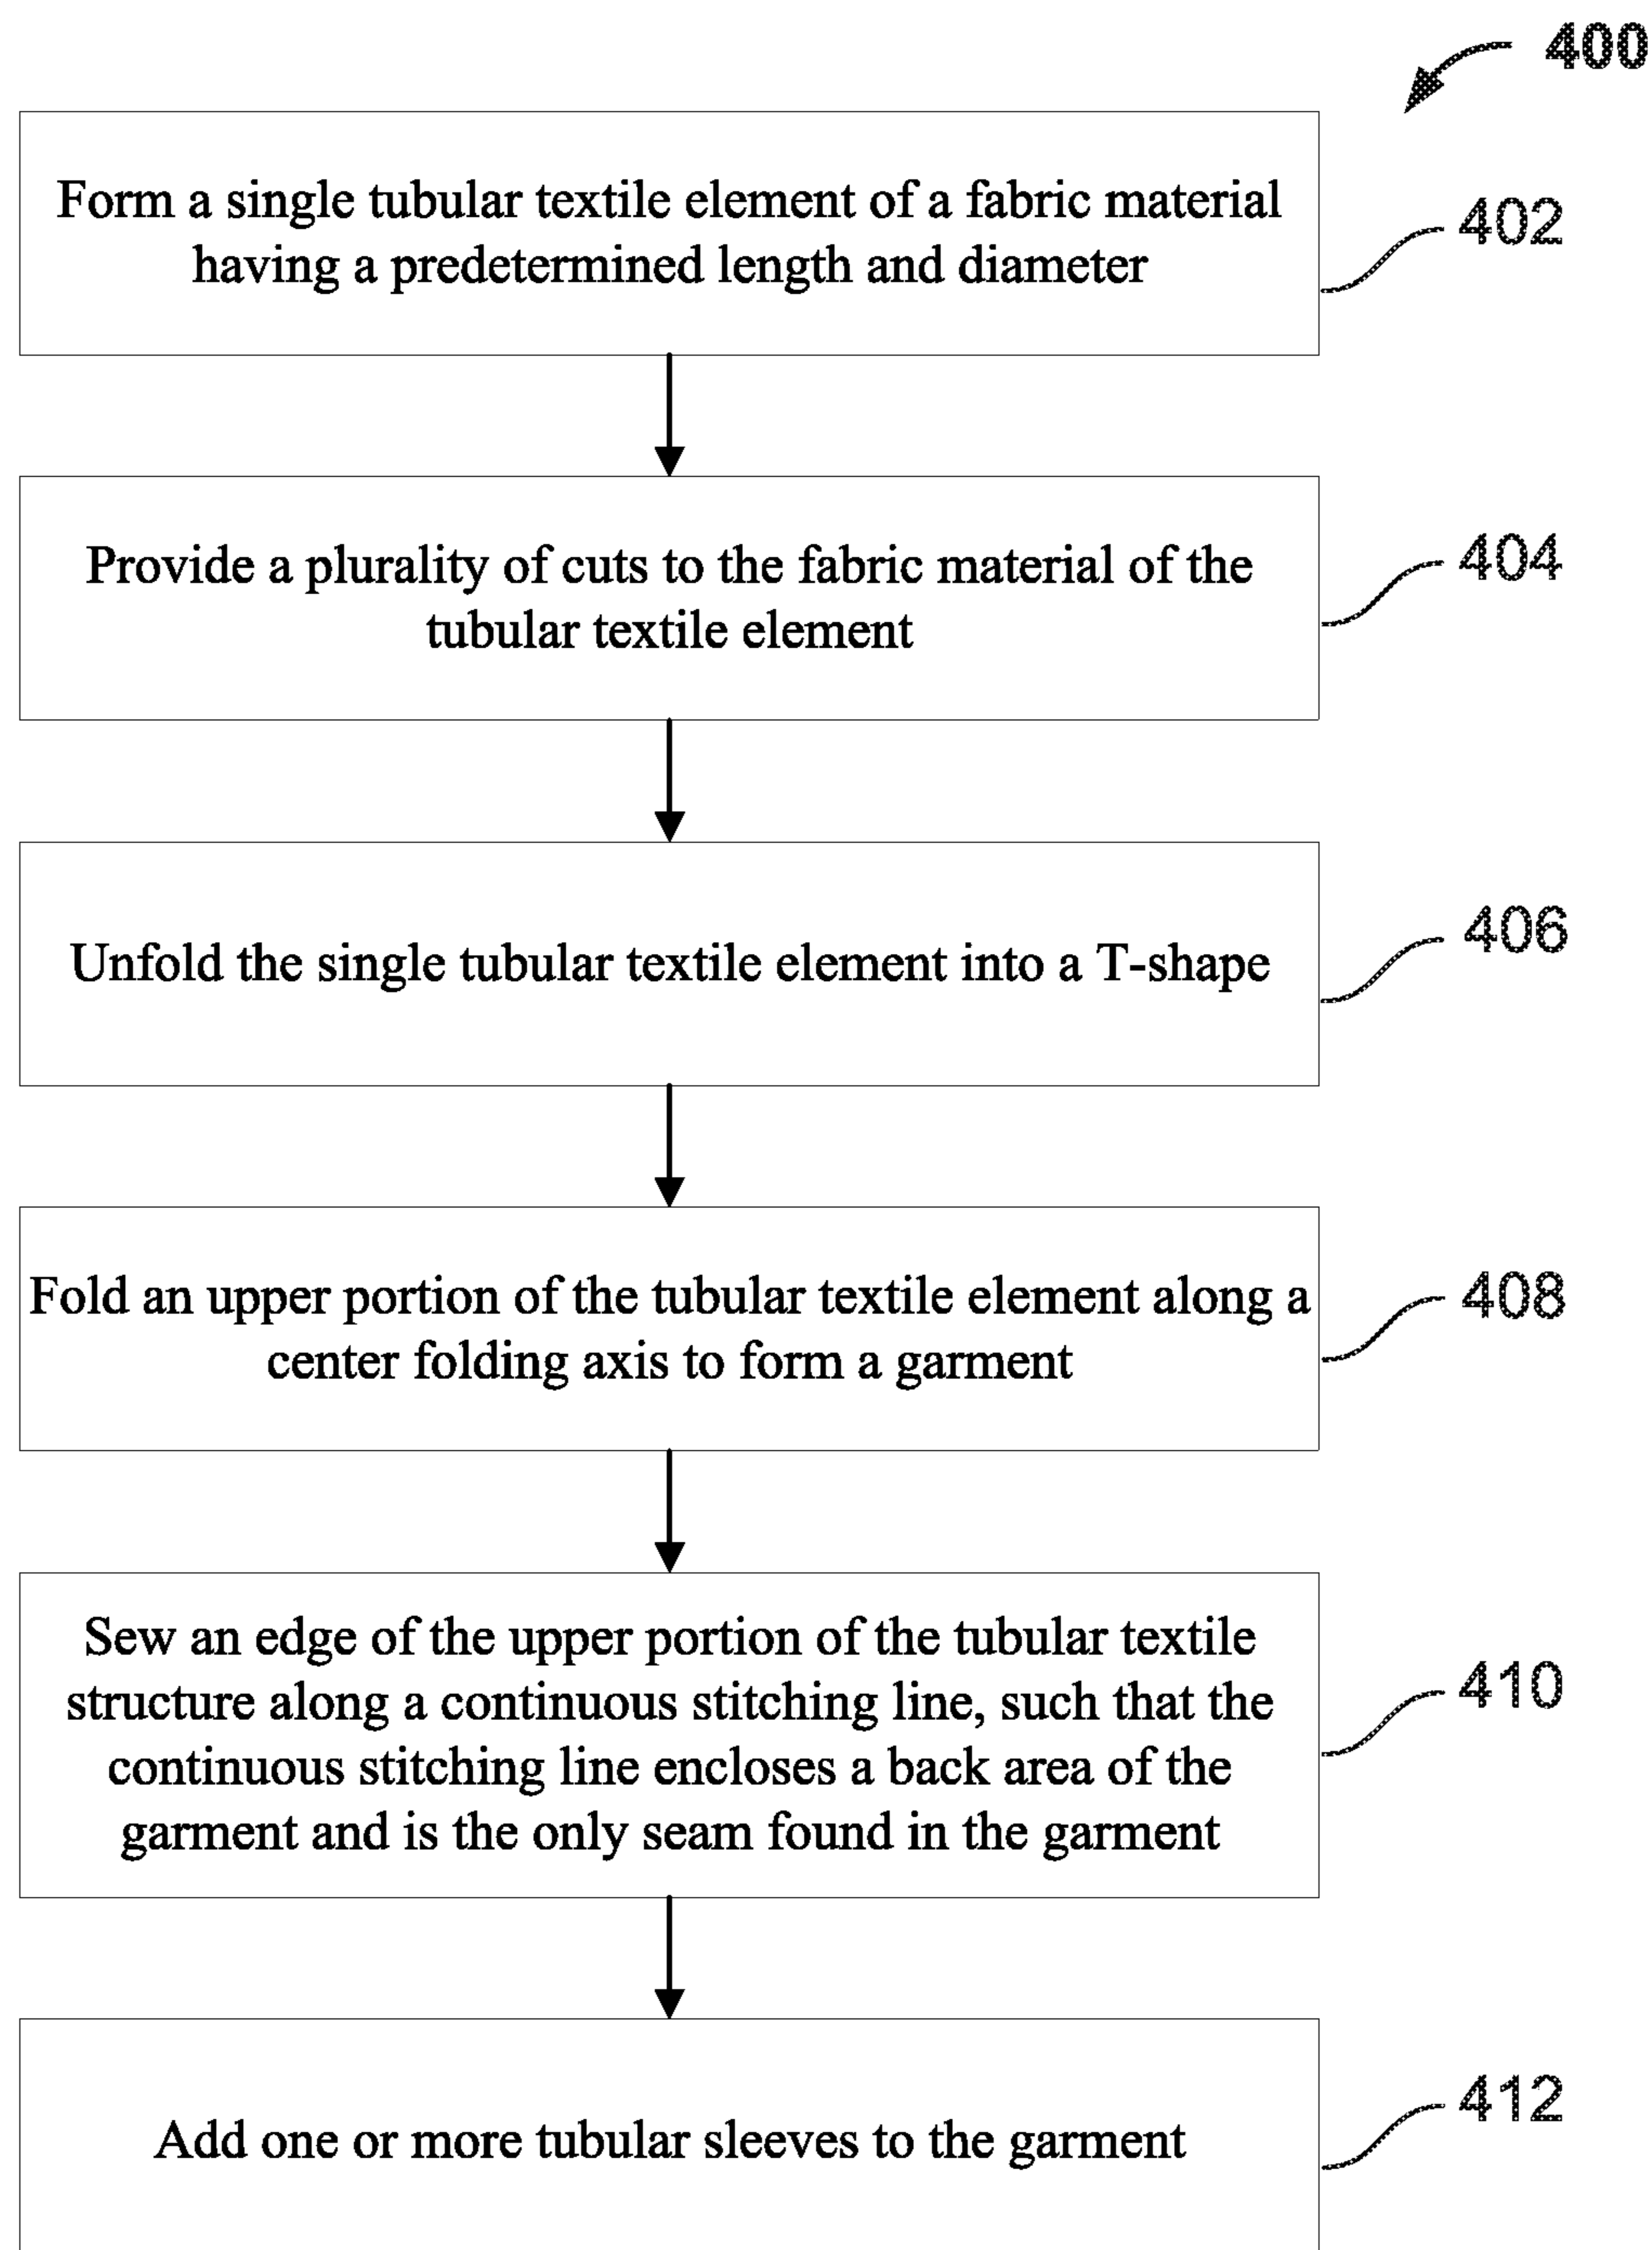 400
Form a single tubular textile element of a fabric material
having a predetermined length and diameter
402
Provide a plurality of cuts to the fabric material of the
tubular textile element
404
Unfold the single tubular textile element into a T-shape
406
Fold an upper portion of the tubular textile element along a
center folding axis to form a garment
408
Sew an edge of the upper portion of the tubular textile
structure along a continuous stitching line, such that the
continuous stitching line encloses a back area of the
garment and is the only seam found in the garment
410
Add one or more tubular sleeves to the garment
412